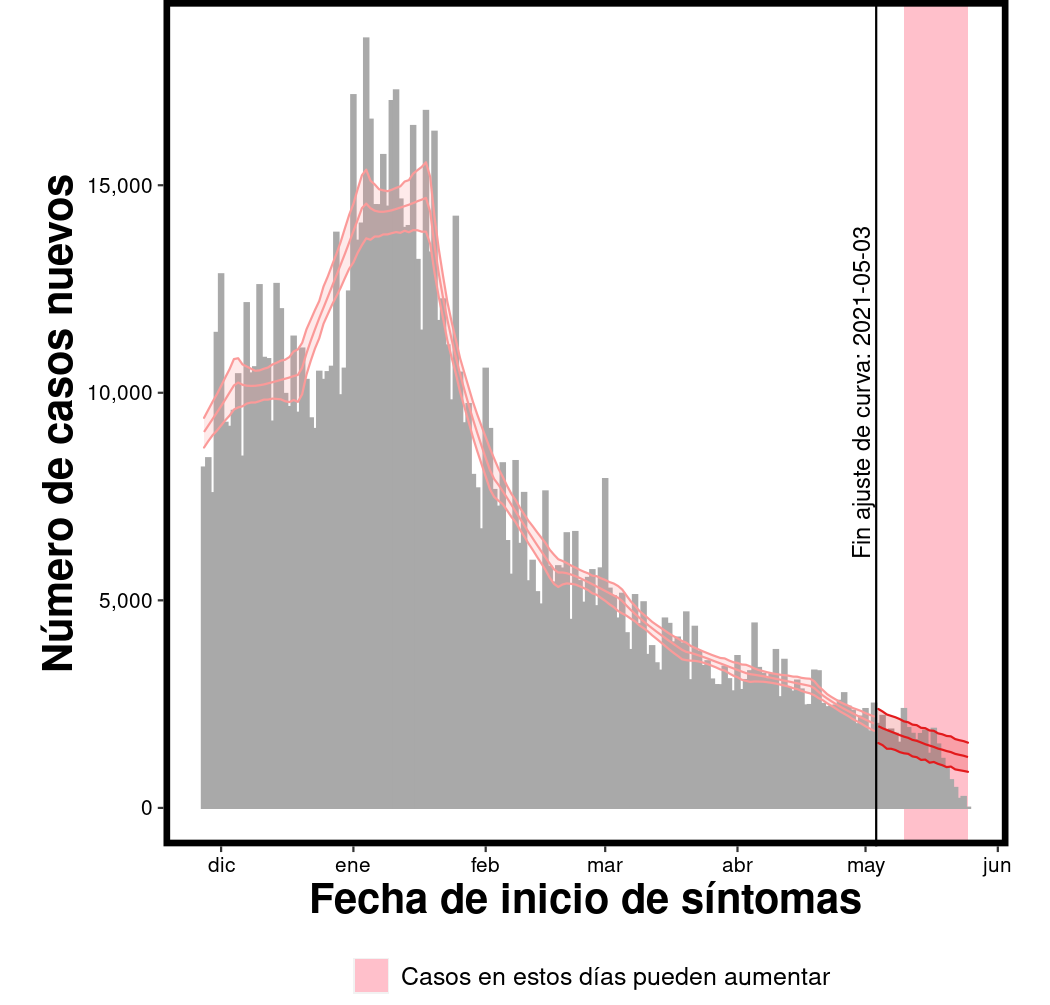 Número de casos nuevos
15,000
10,000
5,000
0
Fin ajuste de curva: 2021-05-03
dic ene feb mar abr may jun
Fecha de inicio de síntomas
Casos en estos días pueden aumentar